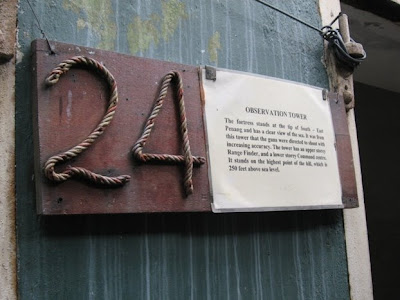 24
OBSERVATION TOWER
The fortress stands at the tip of South - East
Penang and has a clear view of the sea. It was from
this tower that the guns were directed to shoot with
increasing accuracy. The tower has an upper storey
Range Finder, and a lower storey Command centre.
It stands on the highest point of the hill, which is
250 feet above sea level.